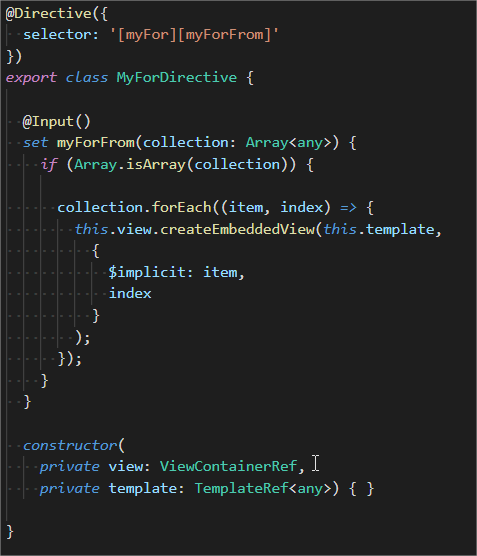 @Directive({
  selector: '[myFor][myForFrom]'
})
export class MyForDirective {
  @Input()
  set myForFrom(collection: Array<any>) {
    if (Array.isArray(collection)) {
      collection.forEach((item, index) => {
        this.view.createEmbeddedView(this.template,
          {
            $implicit: item,
            index
          }
        );
      });
    }
  }
  constructor(
    private view: ViewContainerRef,
    private template: TemplateRef<any>) { }
}